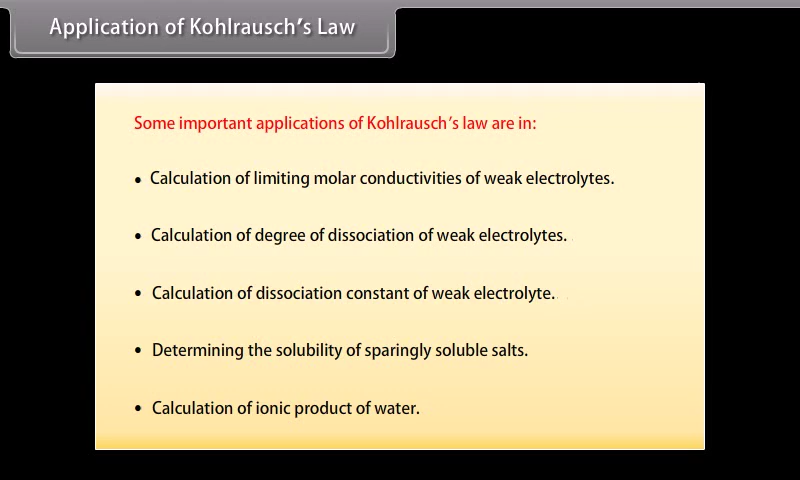 Application of Kohlrausch's Law
Some important applications of Kohlrausch's law are in:
• Calculation of limiting molar conductivities of weak electrolytes.
• Calculation of degree of dissociation of weak electrolytes.
• Calculation of dissociation constant of weak electrolyte.
• Determining the solubility of sparingly soluble salts.
• Calculation of ionic product of water.